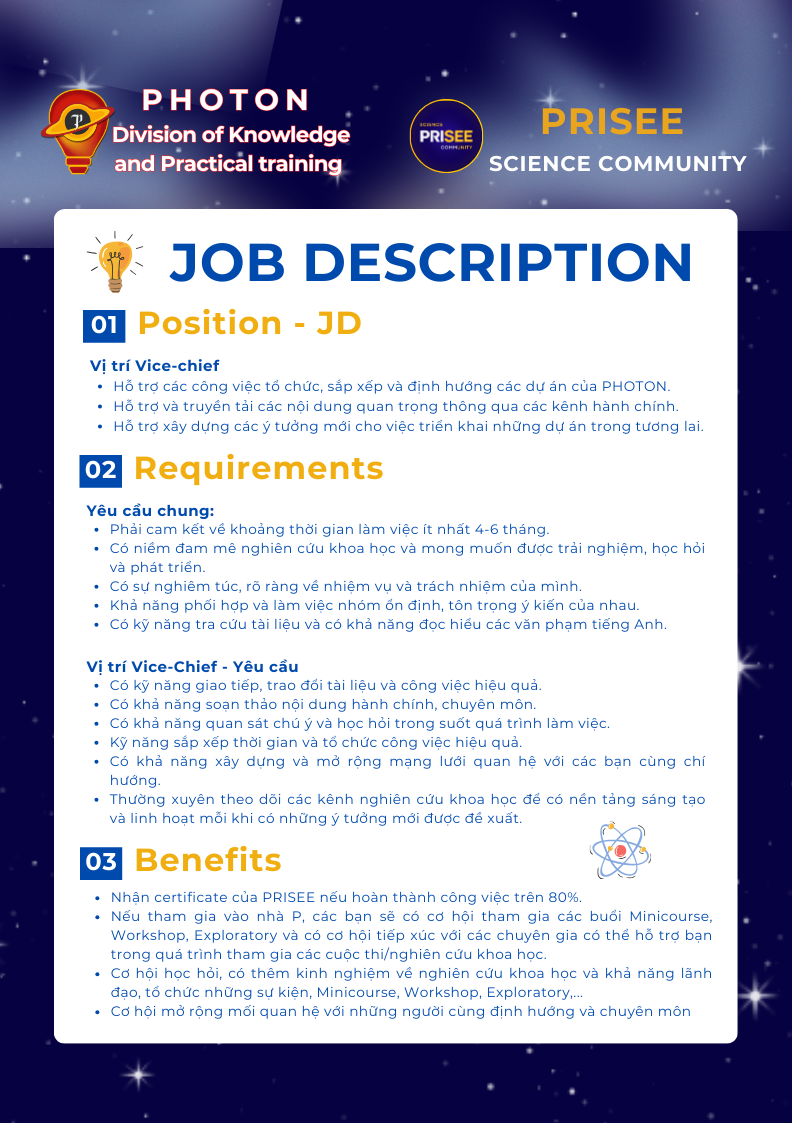 PHOTON
Division of Knowledge
and Practical training
SCIENCE
PRISEE
COMMUNITY
PRISEE
SCIENCE COMMUNITY
JOB DESCRIPTION
01 Position - JD
Vị trí Vice-chief
• Hỗ trợ các công việc tổ chức, sắp xếp và định hướng các dự án của PHOTON.
• Hỗ trợ và truyền tải các nội dung quan trọng thông qua các kênh hành chính.
• Hỗ trợ xây dựng các ý tưởng mới cho việc triển khai những dự án trong tương lai.
02 Requirements
Yêu cầu chung:
• Phải cam kết về khoảng thời gian làm việc ít nhất 4-6 tháng.
• Có niềm đam mê nghiên cứu khoa học và mong muốn được trải nghiệm, học hỏi
và phát triển.
• Có sự nghiêm túc, rõ ràng về nhiệm vụ và trách nhiệm của mình.
• Khả năng phối hợp và làm việc nhóm ổn định, tôn trọng ý kiến của nhau.
• Có kỹ năng tra cứu tài liệu và có khả năng đọc hiểu các văn phạm tiếng Anh.
Vị trí Vice-Chief - Yêu cầu
• Có kỹ năng giao tiếp, trao đổi tài liệu và công việc hiệu quả.
• Có khả năng soạn thảo nội dung hành chính, chuyên môn.
• Có khả năng quan sát chú ý và học hỏi trong suốt quá trình làm việc.
• Kỹ năng sắp xếp thời gian và tổ chức công việc hiệu quả.
• Có khả năng xây dựng và mở rộng mạng lưới quan hệ với các bạn cùng chí
hướng.
• Thường xuyên theo dõi các kênh nghiên cứu khoa học để có nền tảng sáng tạo
và linh hoạt mỗi khi có những ý tưởng mới được đề xuất.
03 Benefits
• Nhận certificate của PRISEE nếu hoàn thành công việc trên 80%.
• Nếu tham gia vào nhà P, các bạn sẽ có cơ hội tham gia các buổi Minicourse,
Workshop, Exploratory và có cơ hội tiếp xúc với các chuyên gia có thể hỗ trợ bạn
trong quá trình tham gia các cuộc thi/nghiên cứu khoa học.
• Cơ hội học hỏi, có thêm kinh nghiệm về nghiên cứu khoa học và khả năng lãnh
đạo, tổ chức những sự kiện, Minicourse, Workshop, Exploratory,...
• Cơ hội mở rộng mối quan hệ với những người cùng định hướng và chuyên môn